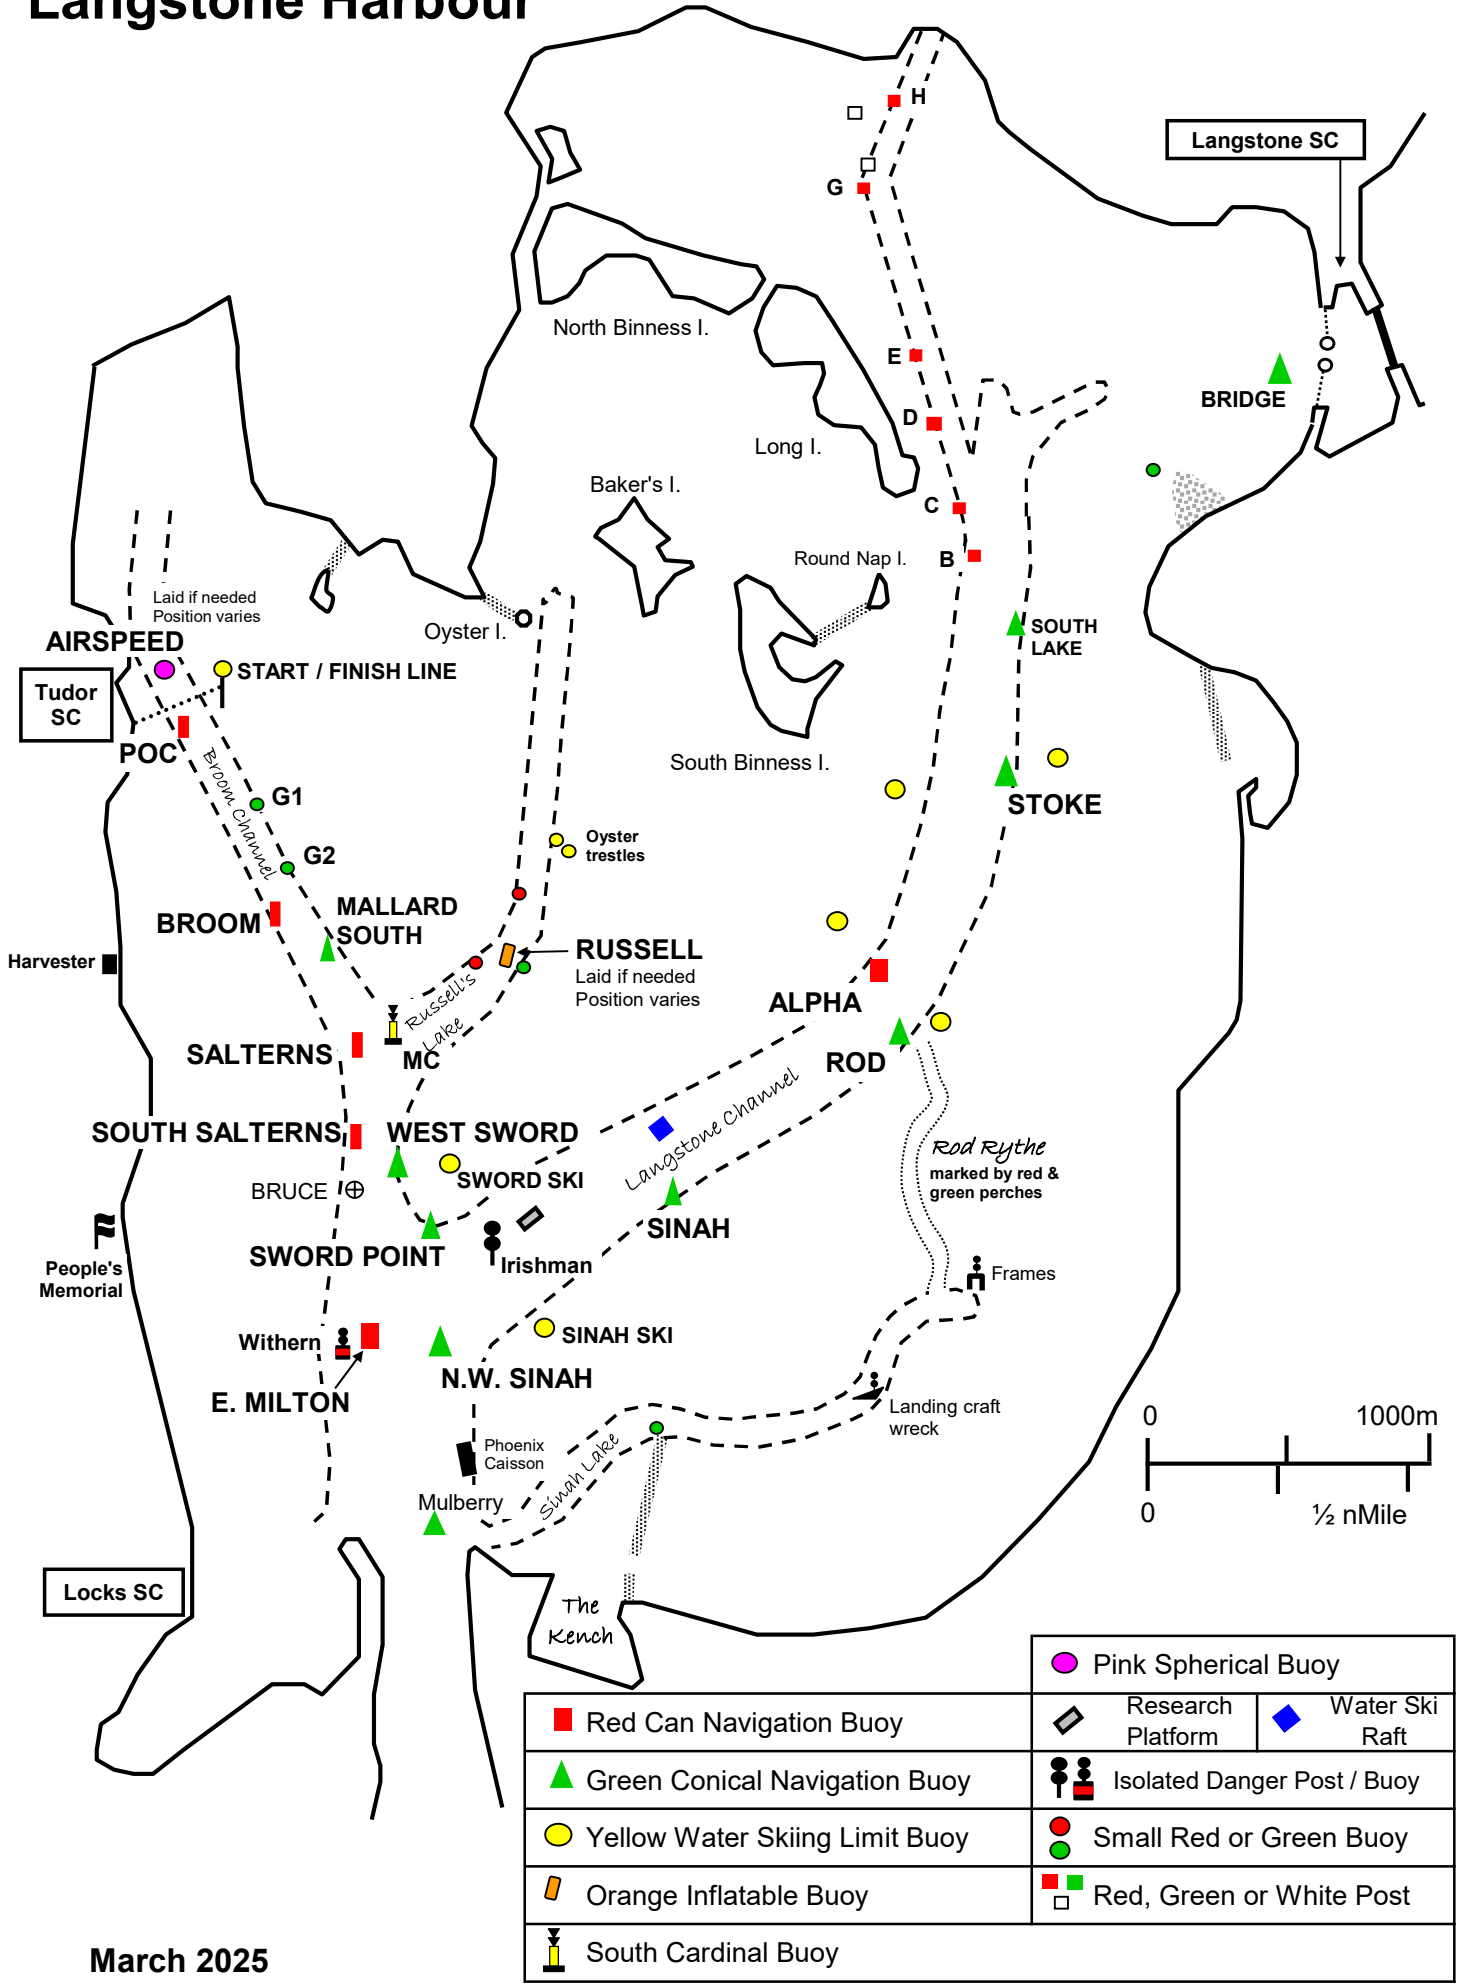 Langstone Harbour
H
Langstone SC
G
North Binness I.
E
BRIDGE
D
Long I.
Baker's I.
C
Round Nap I.
B
Laid if needed
Position varies
Oyster I.
SOUTH
LAKE
AIRSPEED
START / FINISH LINE
Tudor
SC
POC
Broom Channel
South Binness I.
G1
STOKE
Oyster
trestles
G2
MALLARD
SOUTH
BROOM
RUSSELL
Laid if needed
Position varies
Harvester
Russell's
Lake
ALPHA
MC
SALTERNS
ROD
Langstone Channel
SOUTH SALTERNS
WEST SWORD
Rod Rythe
marked by red &
green perches
SWORD SKI
BRUCE
SINAH
SWORD POINT
Irishman
People's
Memorial
Frames
Withern
SINAH SKI
N.W. SINAH
E. MILTON
Landing craft
wreck
0
1000m
Phoenix
Caisson
Sinah Lake
Mulberry
0
½ nMile
Locks SC
The
Kench
Pink Spherical Buoy
Red Can Navigation Buoy
Research
Platform
Water Ski
Raft
Green Conical Navigation Buoy
Isolated Danger Post / Buoy
Yellow Water Skiing Limit Buoy
Small Red or Green Buoy
Orange Inflatable Buoy
Red, Green or White Post
South Cardinal Buoy
March 2025